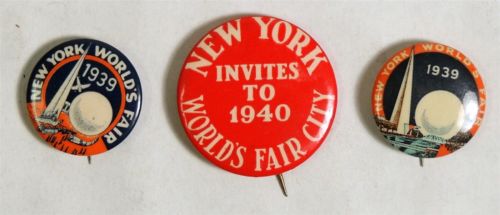 NEW YORK WORLD'S FAIR
1939
NEW YORK
INVITES
TO
1940
WORLD'S FAIR CITY
NEW YORK WORLD'S FAIR
1939